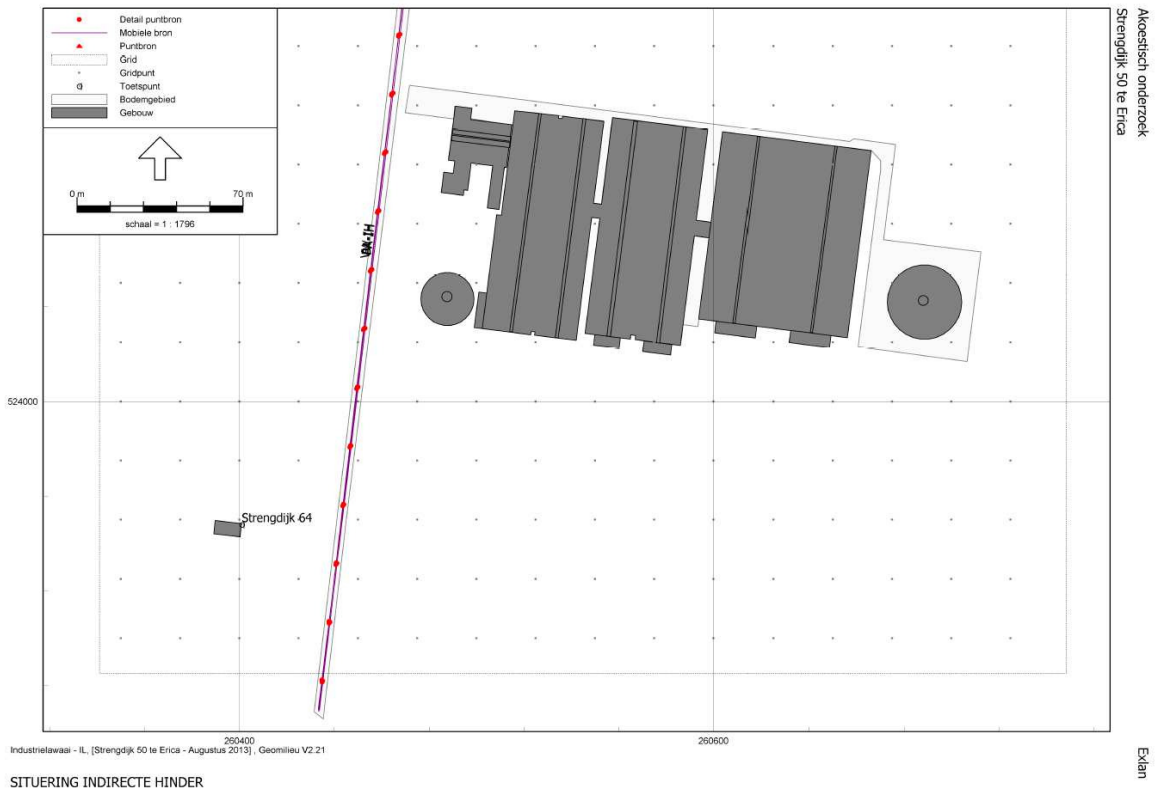 Detail puntbron
Mobiele bron
Puntbron
Grid
Gridpunt
Toetspunt
Bodemgebied
Gebouw
0 m
70 m
schaal = 1 : 1796
Akoestisch onderzoek
Strengdijk 50 te Erica
524000
Strengdijk 64
260400
260600
Industrielawaai - IL, [Strengdijk 50 te Erica - Augustus 2013] , Geomilieu V2.21
SITUERING INDIRECTE HINDER
Exlan